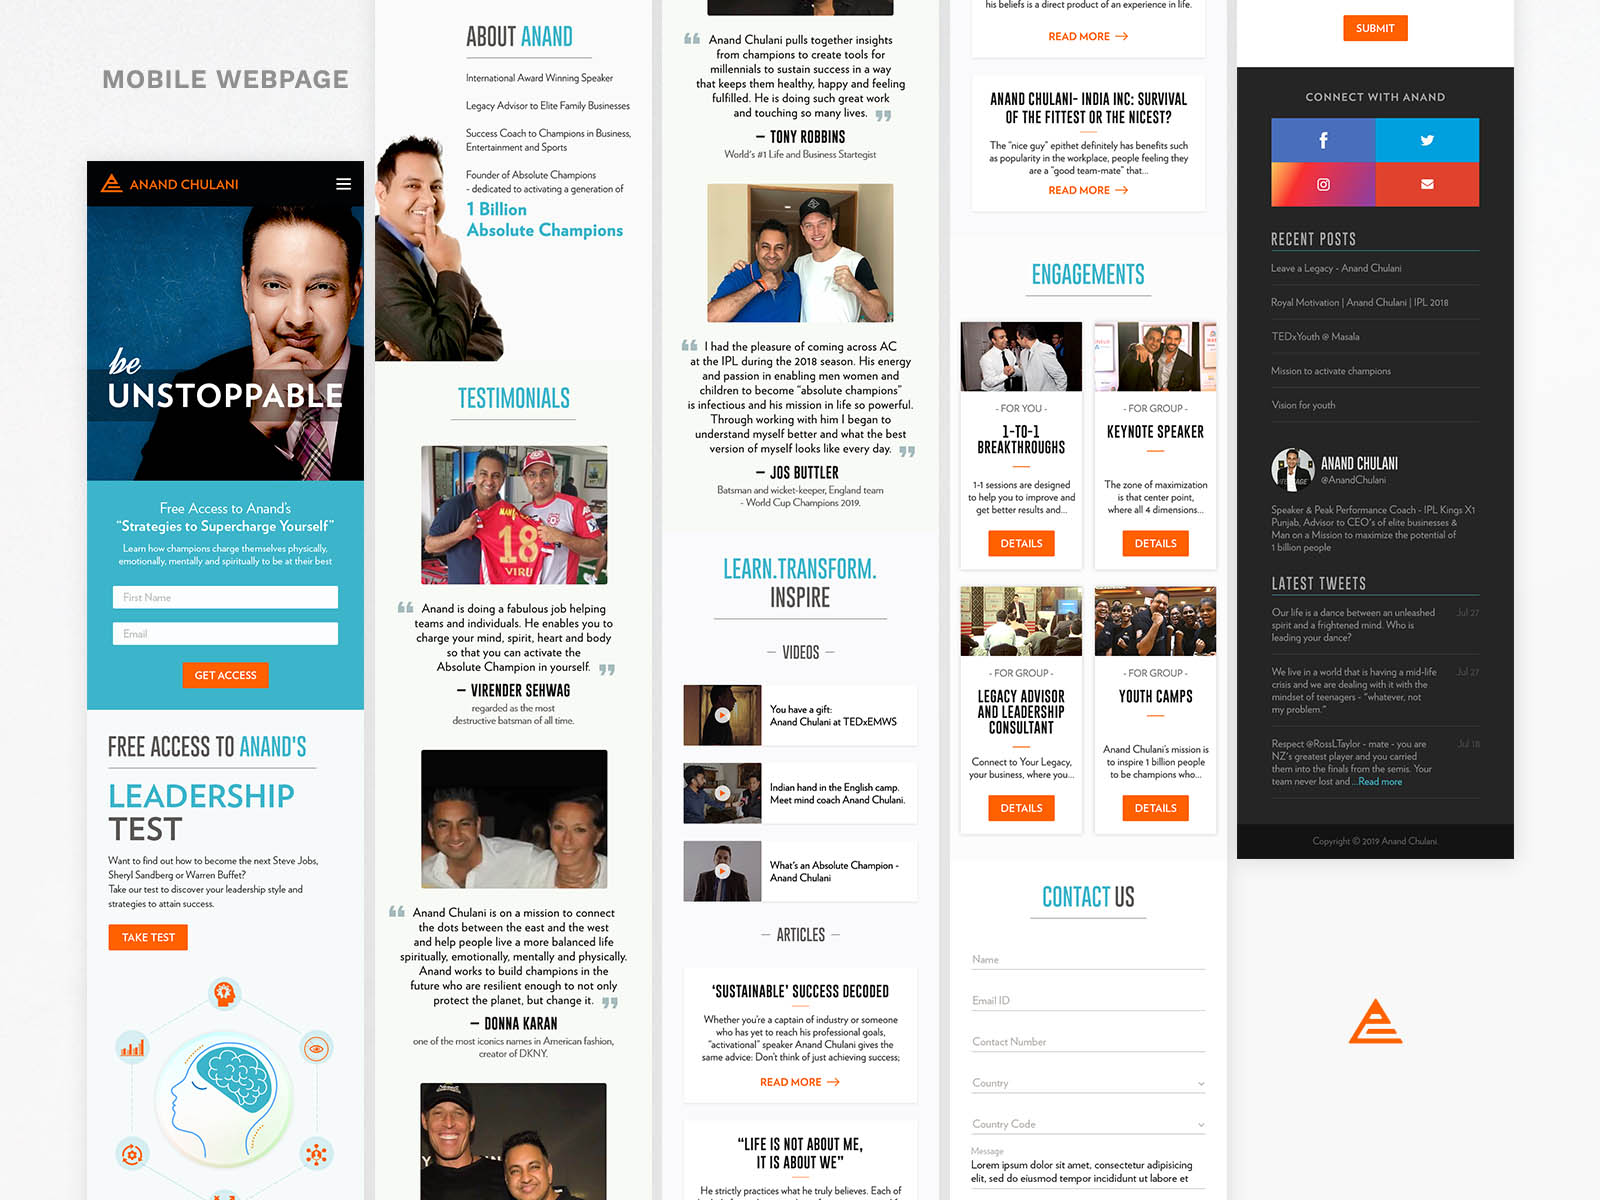 MOBILE WEBPAGE
ANAND CHULANI
be
UNSTOPPABLE
Free Access to Anand's
"Strategies to Supercharge Yourself"
Learn how champions charge themselves physically,
emotionally, mentally and spiritually to be at their best
First Name
Email
GET ACCESS
FREE ACCESS TO ANAND'S
LEADERSHIP
TEST
Want to find out how to become the next Steve Jobs,
Sheryl Sandberg or Warren Buffet?
Take our test to discover your leadership style and
strategies to attain success.
TAKE TEST
ABOUT ANAND
International Award Winning Speaker
Legacy Advisor to Elite Family Businesses
Success Coach to Champions in Business,
Entertainment and Sports
Founder of Absolute Champions
- dedicated to activating a generation of
1 Billion
Absolute Champions
TESTIMONIALS
18
VIRU
"Anand is doing a fabulous job helping
teams and individuals. He enables you to
charge your mind, spirit, heart and body
so that you can activate the
Absolute Champion in yourself."
– VIRENDER SEHWAG
regarded as the most
destructive batsman of all time.
"Anand Chulani is on a mission to connect
the dots between the east and the west
and help people live a more balanced life
spiritually, emotionally, mentally and physically.
Anand works to build champions in the
future who are resilient enough to not only
protect the planet, but change it."
– DONNA KARAN
one of the most iconics names in American fashion,
creator of DKNY.
"Anand Chulani pulls together insights
from champions to create tools for
millennials to sustain success in a way
that keeps them healthy, happy and feeling
fulfilled. He is doing such great work
and touching so many lives."
– TONY ROBBINS
World's #1 Life and Business Startegist
"I had the pleasure of coming across AC
at the IPL during the 2018 season. His energy
and passion in enabling men women and
children to become "absolute champions"
is infectious and his mission in life so powerful.
Through working with him I began to
understand myself better and what the best
version of myself looks like every day."
– JOS BUTTLER
Batsman and wicket-keeper, England team
- World Cup Champions 2019.
LEARN.TRANSFORM.
INSPIRE
– VIDEOS –
You have a gift:
Anand Chulani at TEDxEMWS
Indian hand in the English camp.
Meet mind coach Anand Chulani.
What's an Absolute Champion -
Anand Chulani
– ARTICLES –
'SUSTAINABLE' SUCCESS DECODED
Whether you're a captain of industry or someone
who has yet to reach his professional goals,
"activational" speaker Anand Chulani gives the
same advice: Don't think of just achieving success;
READ MORE →
"LIFE IS NOT ABOUT ME,
IT IS ABOUT WE"
He strictly practices what he truly believes. Each of
his beliefs is a direct product of an experience in life.
READ MORE →
ANAND CHULANI- INDIA INC: SURVIVAL
OF THE FITTEST OR THE NICEST?
The "nice guy" epithet definitely has benefits such
as popularity in the workplace, people feeling they
are a "good team-mate" that...
READ MORE →
ENGAGEMENTS
- FOR YOU -
1-TO-1
BREAKTHROUGHS
1-1 sessions are designed
to help you to improve and
get better results and...
DETAILS
- FOR GROUP -
KEYNOTE SPEAKER
The zone of maximization
is that center point,
where all 4 dimensions...
DETAILS
- FOR GROUP -
LEGACY ADVISOR
AND LEADERSHIP
CONSULTANT
Connect to Your Legacy,
your business, where you...
DETAILS
- FOR GROUP -
YOUTH CAMPS
Anand Chulani's mission is
to inspire 1 billion people
to be champions who...
DETAILS
CONTACT US
Name
Email ID
Contact Number
Country
Country Code
Message
Lorem ipsum dolor sit amet, consectetur adipisicing
elit, sed do eiusmod tempor incididunt ut labore et
SUBMIT
CONNECT WITH ANAND
RECENT POSTS
Leave a Legacy - Anand Chulani
Royal Motivation | Anand Chulani | IPL 2018
TEDxYouth @ Masala
Mission to activate champions
Vision for youth
ANAND CHULANI
@AnandChulani
Speaker & Peak Performance Coach - IPL Kings X1
Punjab, Advisor to CEO's of elite businesses &
Man on a Mission to maximize the potential of
1 billion people
LATEST TWEETS
Our life is a dance between an unleashed
spirit and a frightened mind. Who is
leading your dance?
Jul 27
We live in a world that is having a mid-life
crisis and we are dealing with it with the
mindset of teenagers - "whatever, not
my problem."
Jul 27
Respect @RossLTaylor - mate - you are
NZ's greatest player and you carried
them into the finals from the semis. Your
team never lost and ...Read more
Jul 18
Copyright © 2019 Anand Chulani.